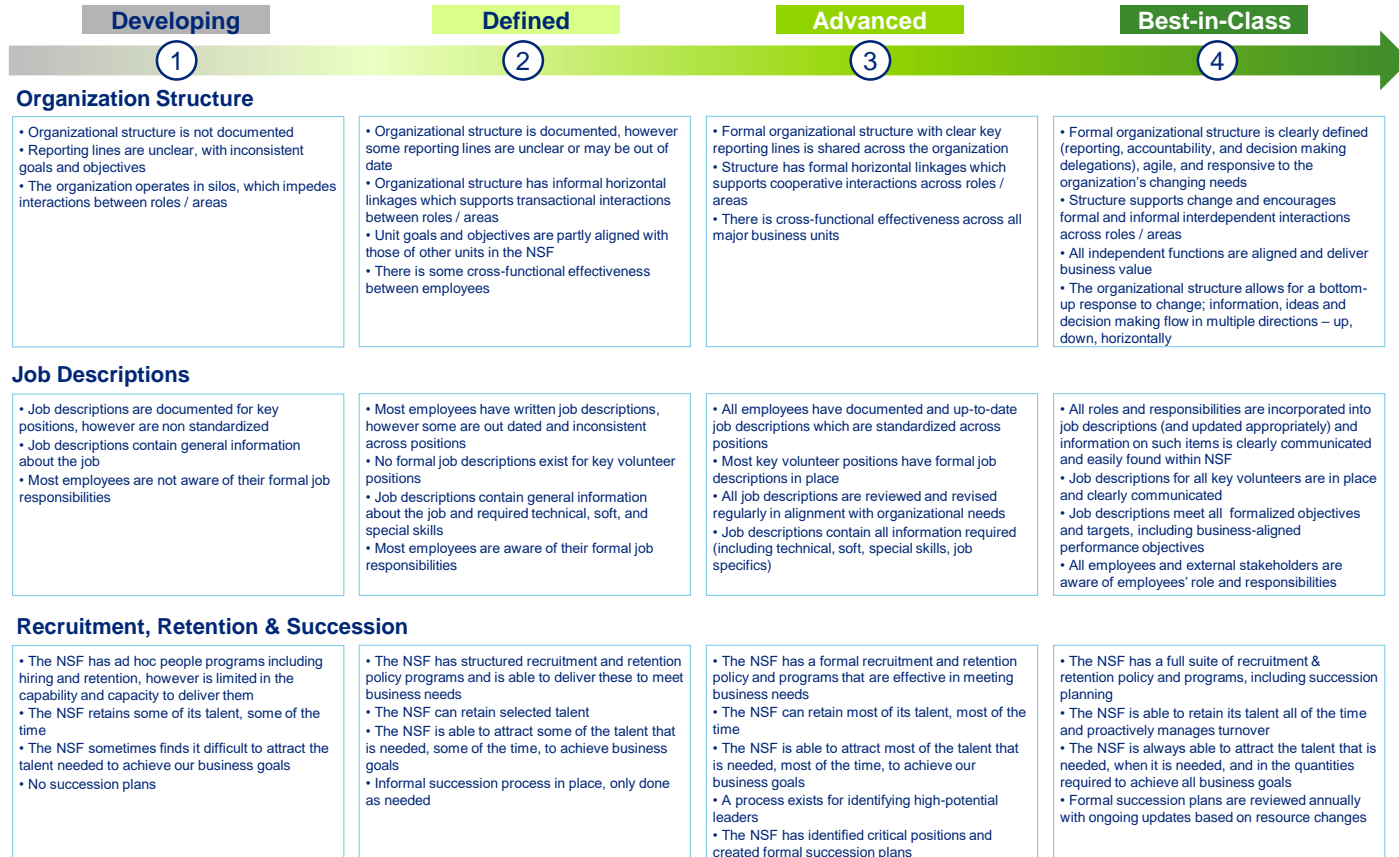 Developing
Defined
Advanced
Best-in-Class
1
2
3
4
Organization Structure
• Organizational structure is not documented
• Reporting lines are unclear, with inconsistent
goals and objectives
• The organization operates in silos, which impedes
interactions between roles / areas
• Organizational structure is documented, however
some reporting lines are unclear or may be out of
date
• Organizational structure has informal horizontal
linkages which supports transactional interactions
between roles / areas
• Unit goals and objectives are partly aligned with
those of other units in the NSF
• There is some cross-functional effectiveness
between employees
• Formal organizational structure with clear key
reporting lines is shared across the organization
• Structure has formal horizontal linkages which
supports cooperative interactions across roles /
areas
• There is cross-functional effectiveness across all
major business units
• Formal organizational structure is clearly defined
(reporting, accountability, and decision making
delegations), agile, and responsive to the
organization's changing needs
• Structure supports change and encourages
formal and informal interdependent interactions
across roles / areas
• All independent functions are aligned and deliver
business value
• The organizational structure allows for a bottom-
up response to change; information, ideas and
decision making flow in multiple directions – up,
down, horizontally
Job Descriptions
• Job descriptions are documented for key
positions, however are non standardized
• Job descriptions contain general information
about the job
• Most employees are not aware of their formal job
responsibilities
• Most employees have written job descriptions,
however some are out dated and inconsistent
across positions
• No formal job descriptions exist for key volunteer
positions
• Job descriptions contain general information
about the job and required technical, soft, and
special skills
• Most employees are aware of their formal job
responsibilities
• All employees have documented and up-to-date
job descriptions which are standardized across
positions
• Most key volunteer positions have formal job
descriptions in place
• All job descriptions are reviewed and revised
regularly in alignment with organizational needs
• Job descriptions contain all information required
(including technical, soft, special skills, job
specifics)
• All roles and responsibilities are incorporated into
job descriptions (and updated appropriately) and
information on such items is clearly communicated
and easily found within NSF
• Job descriptions for all key volunteers are in place
and clearly communicated
• Job descriptions meet all  formalized objectives
and targets, including business-aligned
performance objectives
• All employees and external stakeholders are
aware of employees' role and responsibilities
Recruitment, Retention & Succession
• The NSF has ad hoc people programs including
hiring and retention, however is limited in the
capability and capacity to deliver them
• The NSF retains some of its talent, some of the
time
• The NSF sometimes finds it difficult to attract the
talent needed to achieve our business goals
• No succession plans
• The NSF has structured recruitment and retention
policy programs and is able to deliver these to meet
business needs
• The NSF can retain selected talent
• The NSF is able to attract some of the talent that
is needed, some of the time, to achieve business
goals
• Informal succession process in place, only done
as needed
• The NSF has a formal recruitment and retention
policy and programs that are effective in meeting
business needs
• The NSF can retain most of its talent, most of the
time
• The NSF is able to attract most of the talent that
is needed, most of the time, to achieve our
business goals
• A process exists for identifying high-potential
leaders
• The NSF has identified critical positions and
created formal succession plans
• The NSF has a full suite of recruitment &
retention policy and programs, including succession
planning
• The NSF is able to retain its talent all of the time
and proactively manages turnover
• The NSF is always able to attract the talent that is
needed, when it is needed, and in the quantities
required to achieve all business goals
• Formal succession plans are reviewed annually
with ongoing updates based on resource changes